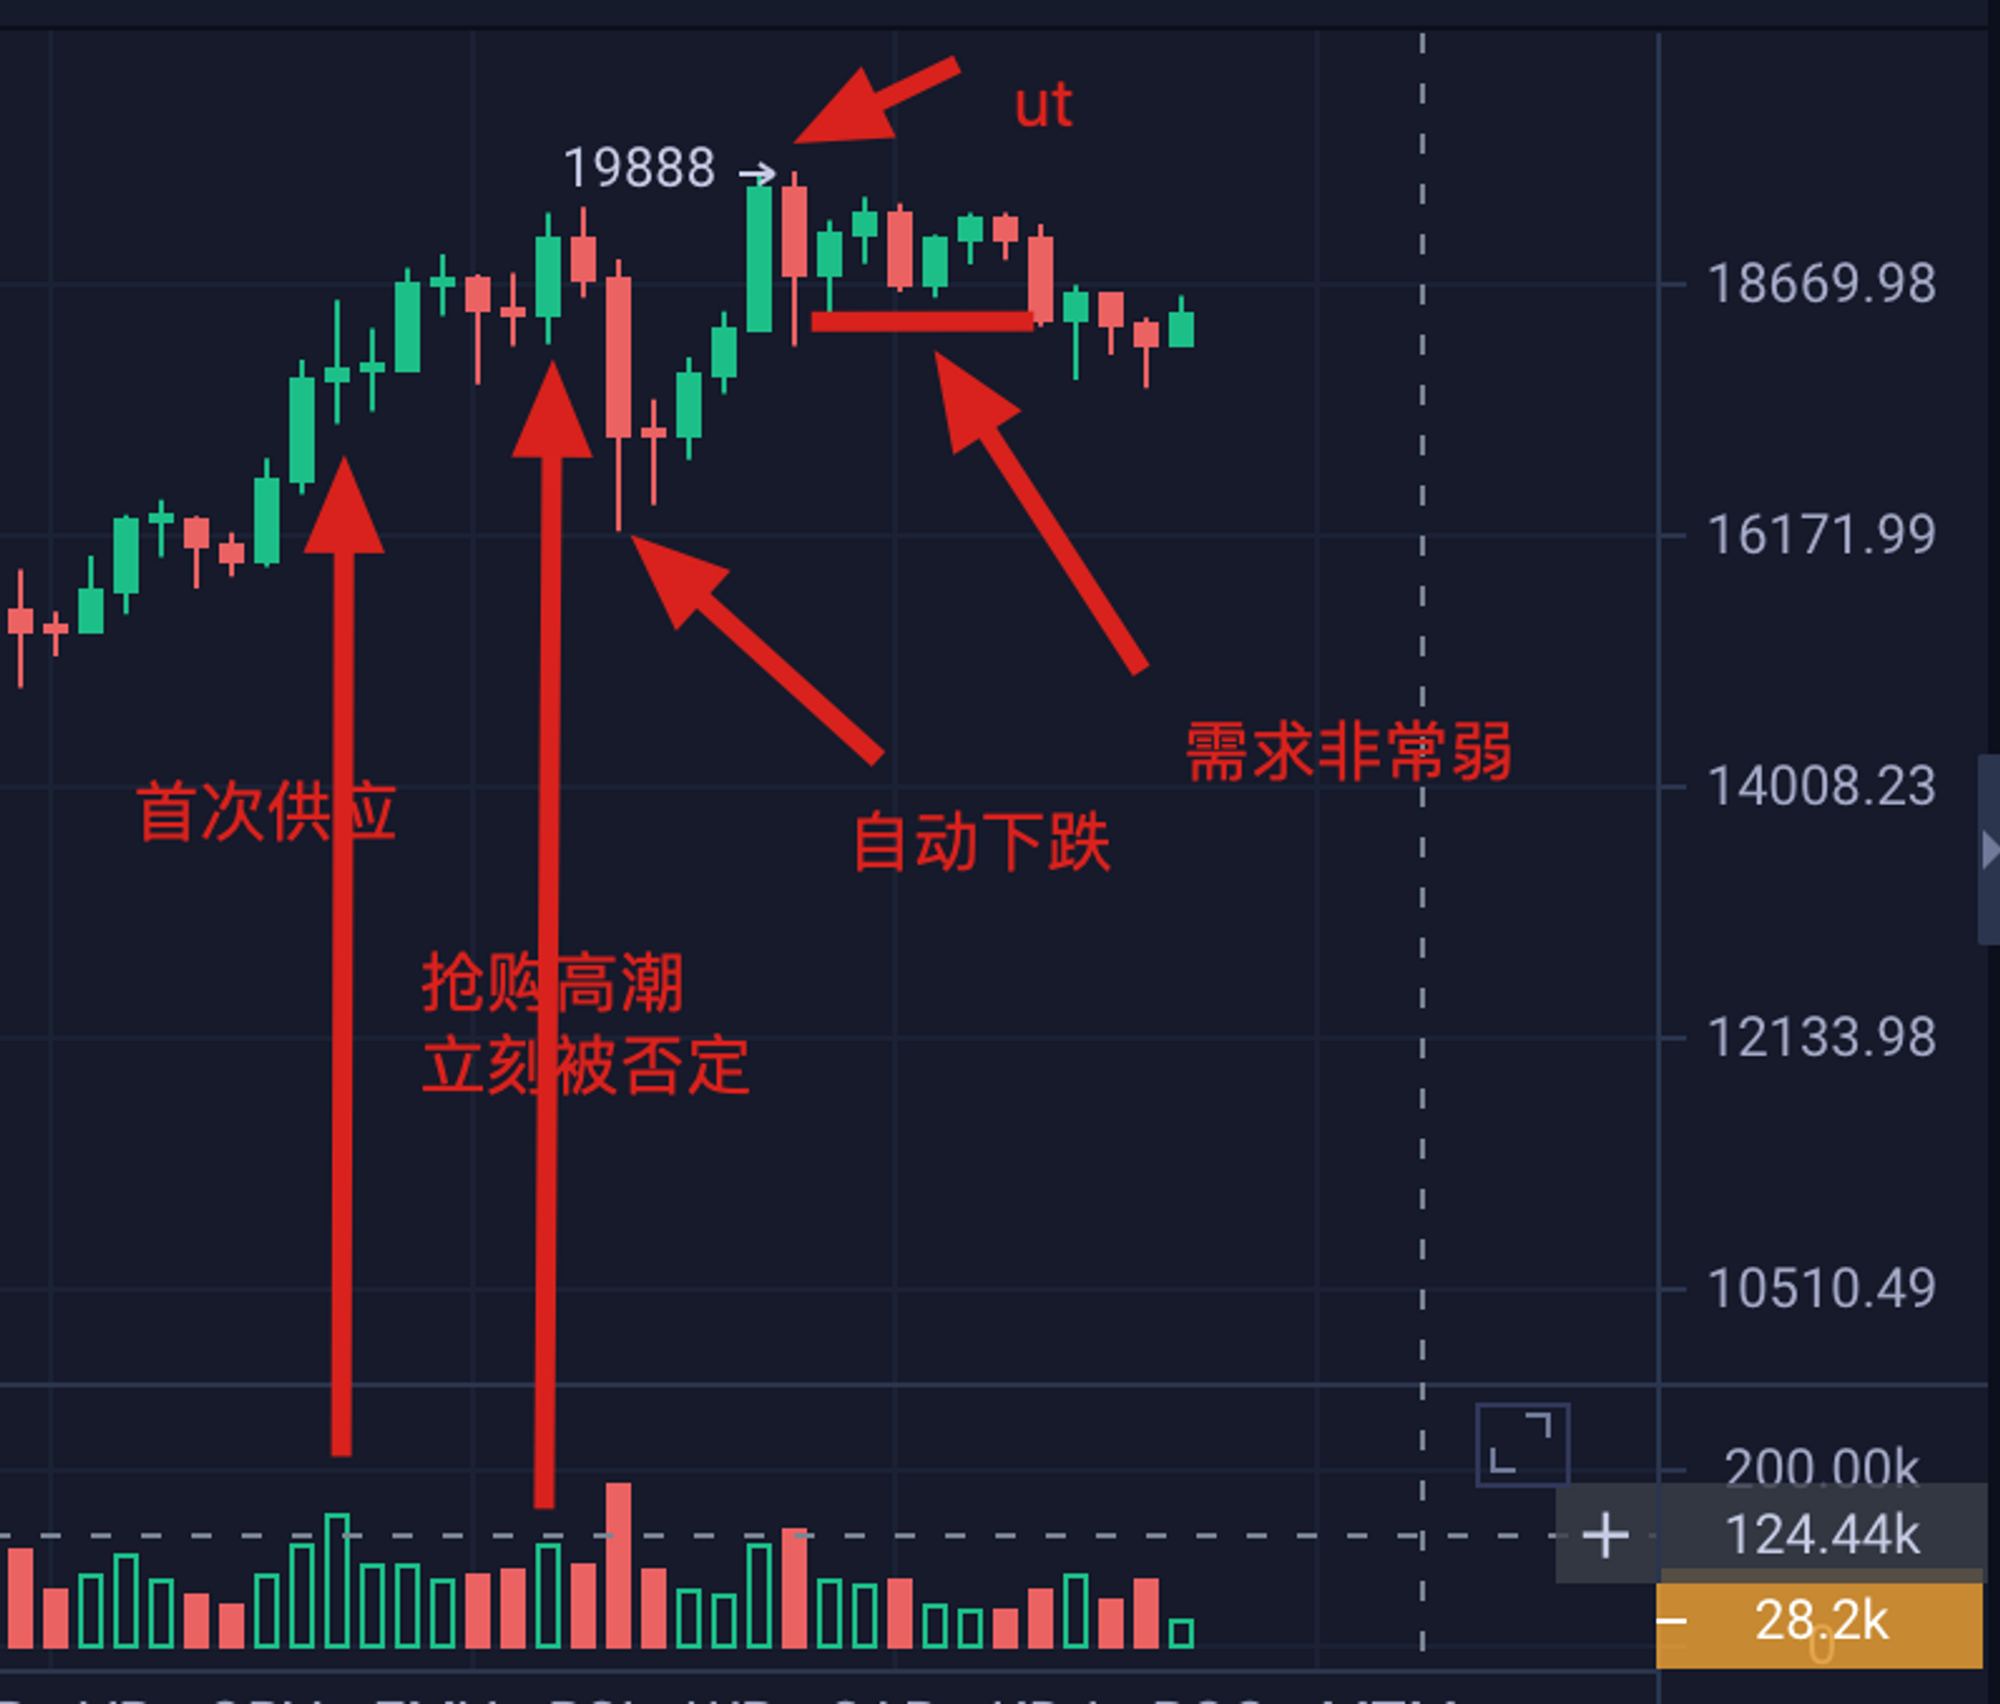 ut
19888 →
18669.98
16171.99
需求非常弱
14008.23
首次供应
自动下跌
抢购高潮
立刻被否定
12133.98
10510.49
200.00k
124.44k
28.2k
0